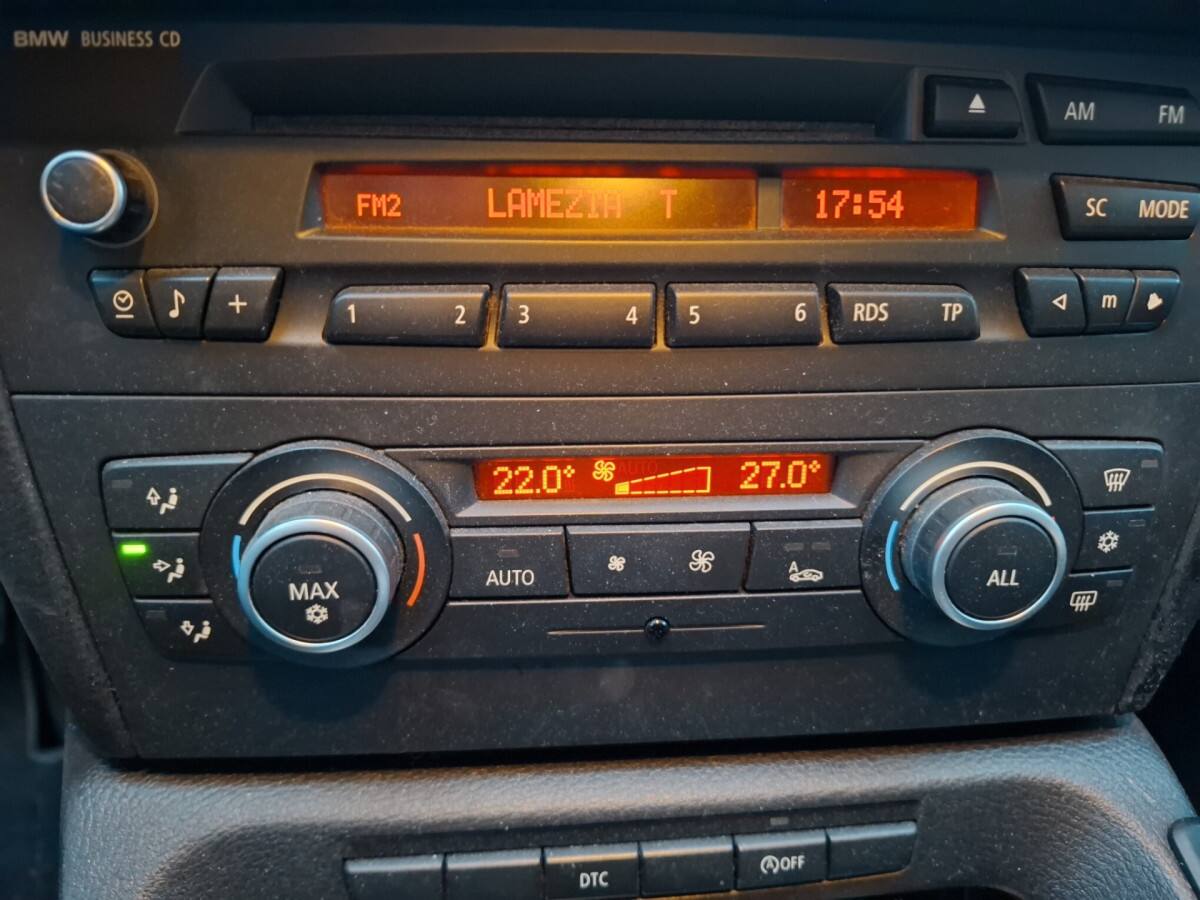 BMW BUSINESS CD
AM FM
FM2 LAMEZIA T 17:54
SC MODE
1 2 3 4 5 6 RDS TP
m
22.0° AUTO 27.0°
MAX
AUTO
A
ALL
DTC
A OFF